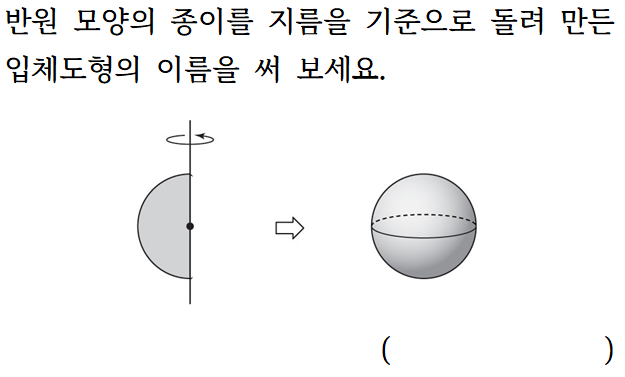 반원 모양의 종이를 지름을 기준으로 돌려 만든
입체도형의 이름을 써 보세요.
( )